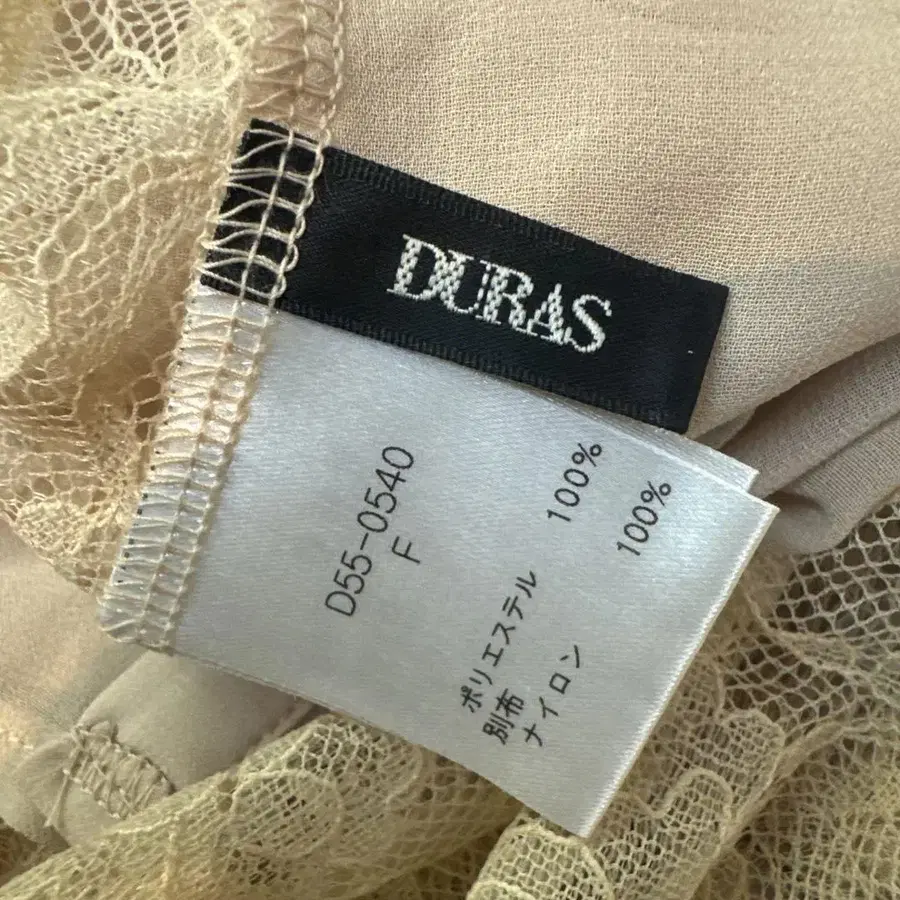 DURAS
D55-0540
F
ポリエステル 100%
別布
ナイロン 100%